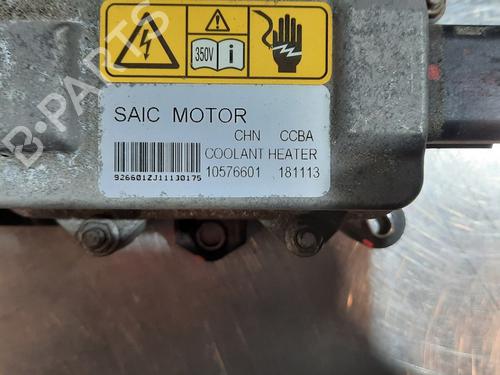 350V i
SAIC MOTOR
CHN CCBA
COOLANT HEATER
10576601 181113
926601ZJ11130175
B-PARTS